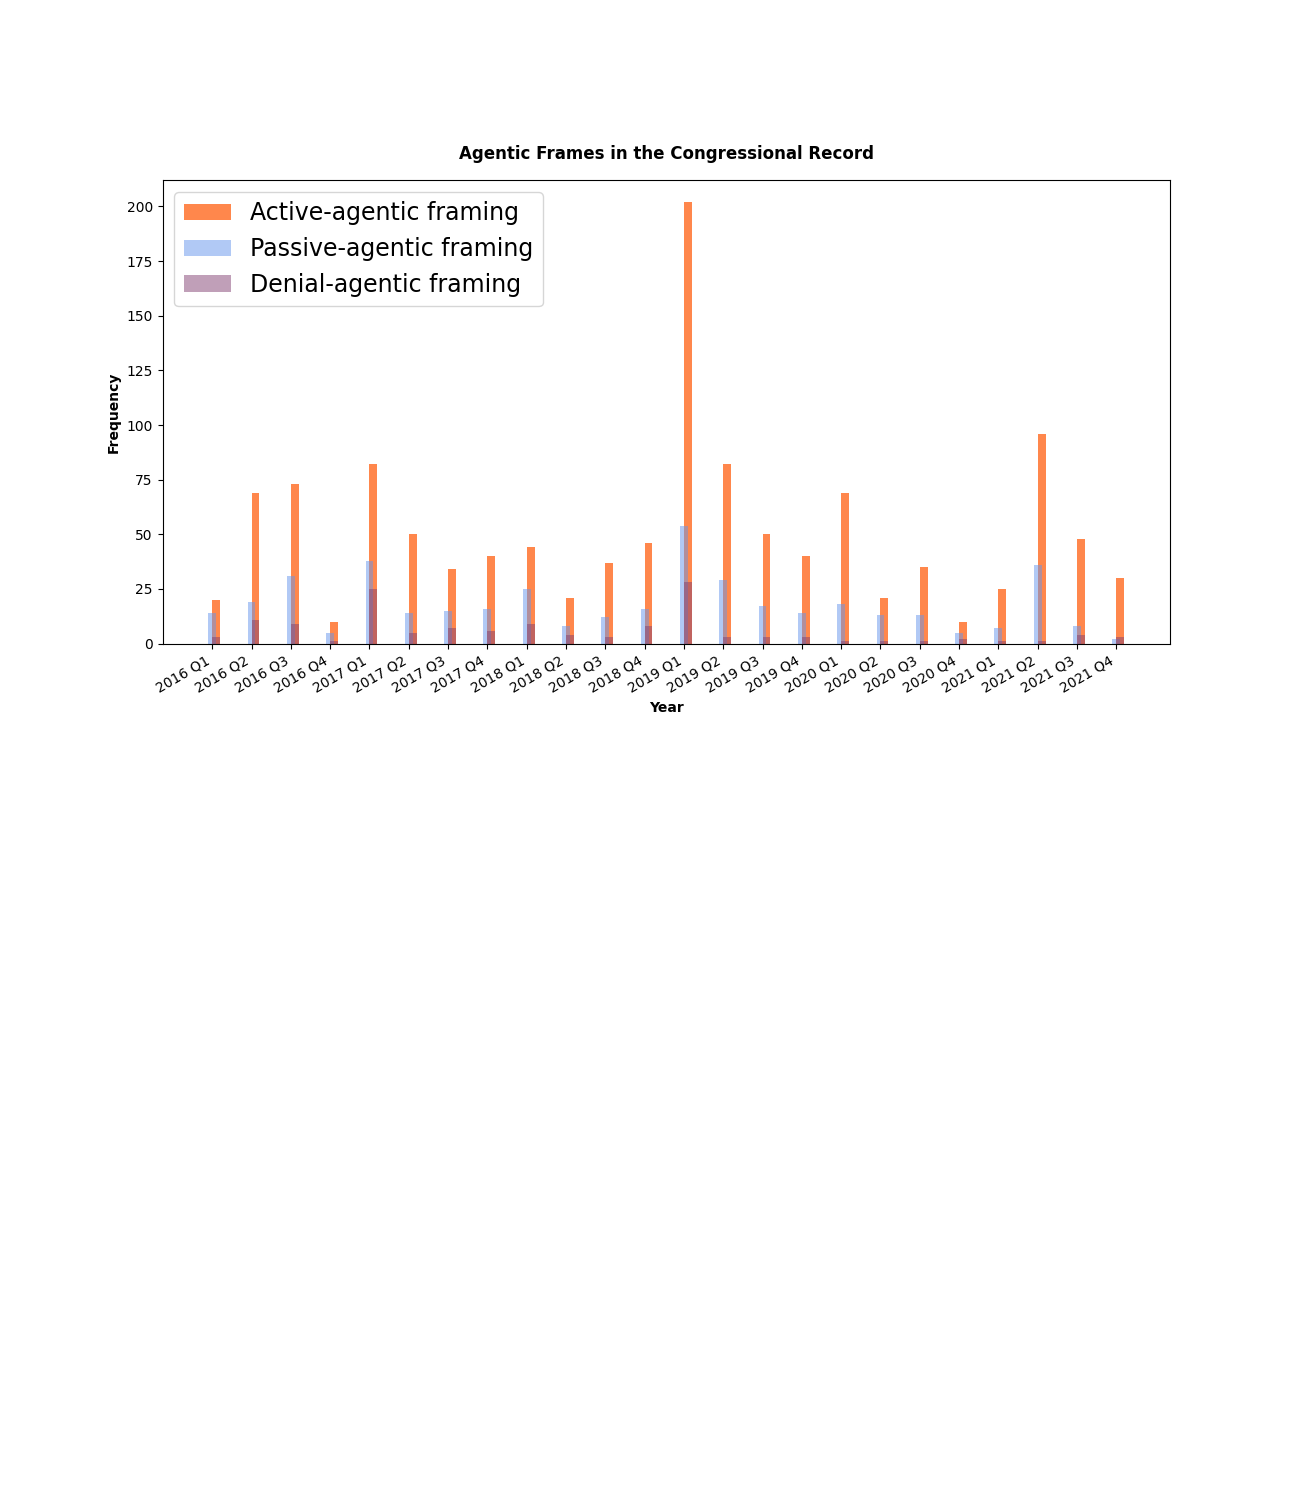 Agentic Frames in the Congressional Record
Active-agentic framing
Passive-agentic framing
Denial-agentic framing
200
175
150
125
100
75
50
25
0
Frequency
2016 Q1
2016 Q2
2016 Q3
2016 Q4
2017 Q1
2017 Q2
2017 Q3
2017 Q4
2018 Q1
2018 Q2
2018 Q3
2018 Q4
2019 Q1
2019 Q2
2019 Q3
2019 Q4
2020 Q1
2020 Q2
2020 Q3
2020 Q4
2021 Q1
2021 Q2
2021 Q3
2021 Q4
Year